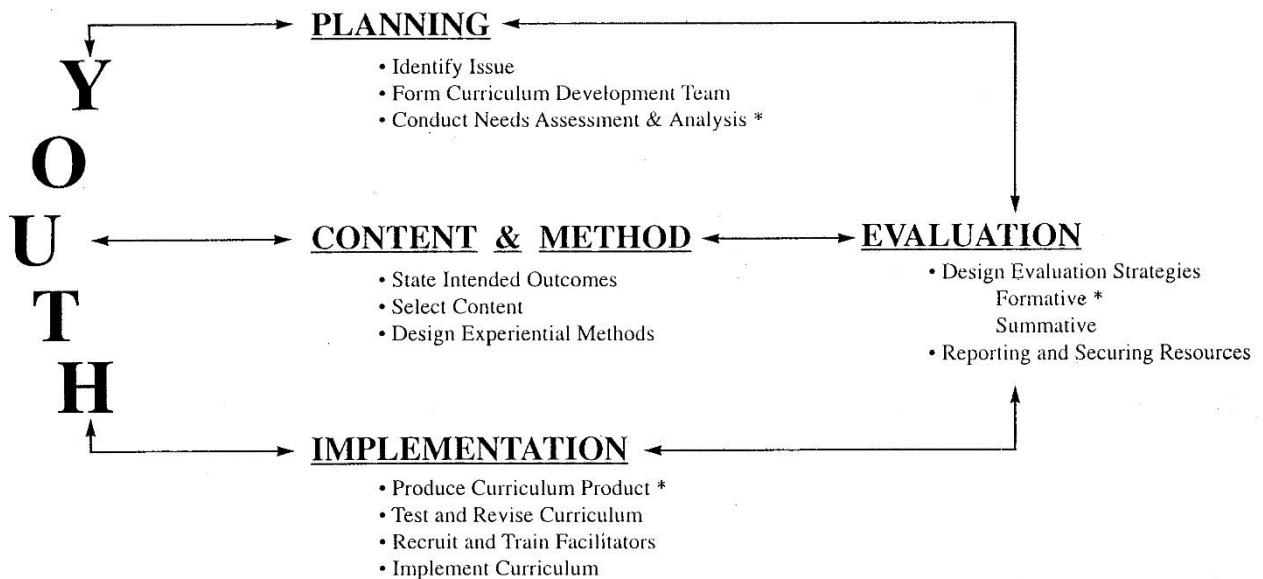 YOUTH
PLANNING
• Identify Issue
• Form Curriculum Development Team
• Conduct Needs Assessment & Analysis *
CONTENT & METHOD
• State Intended Outcomes
• Select Content
• Design Experiential Methods
EVALUATION
• Design Evaluation Strategies
Formative *
Summative
• Reporting and Securing Resources
IMPLEMENTATION
• Produce Curriculum Product *
• Test and Revise Curriculum
• Recruit and Train Facilitators
• Implement Curriculum